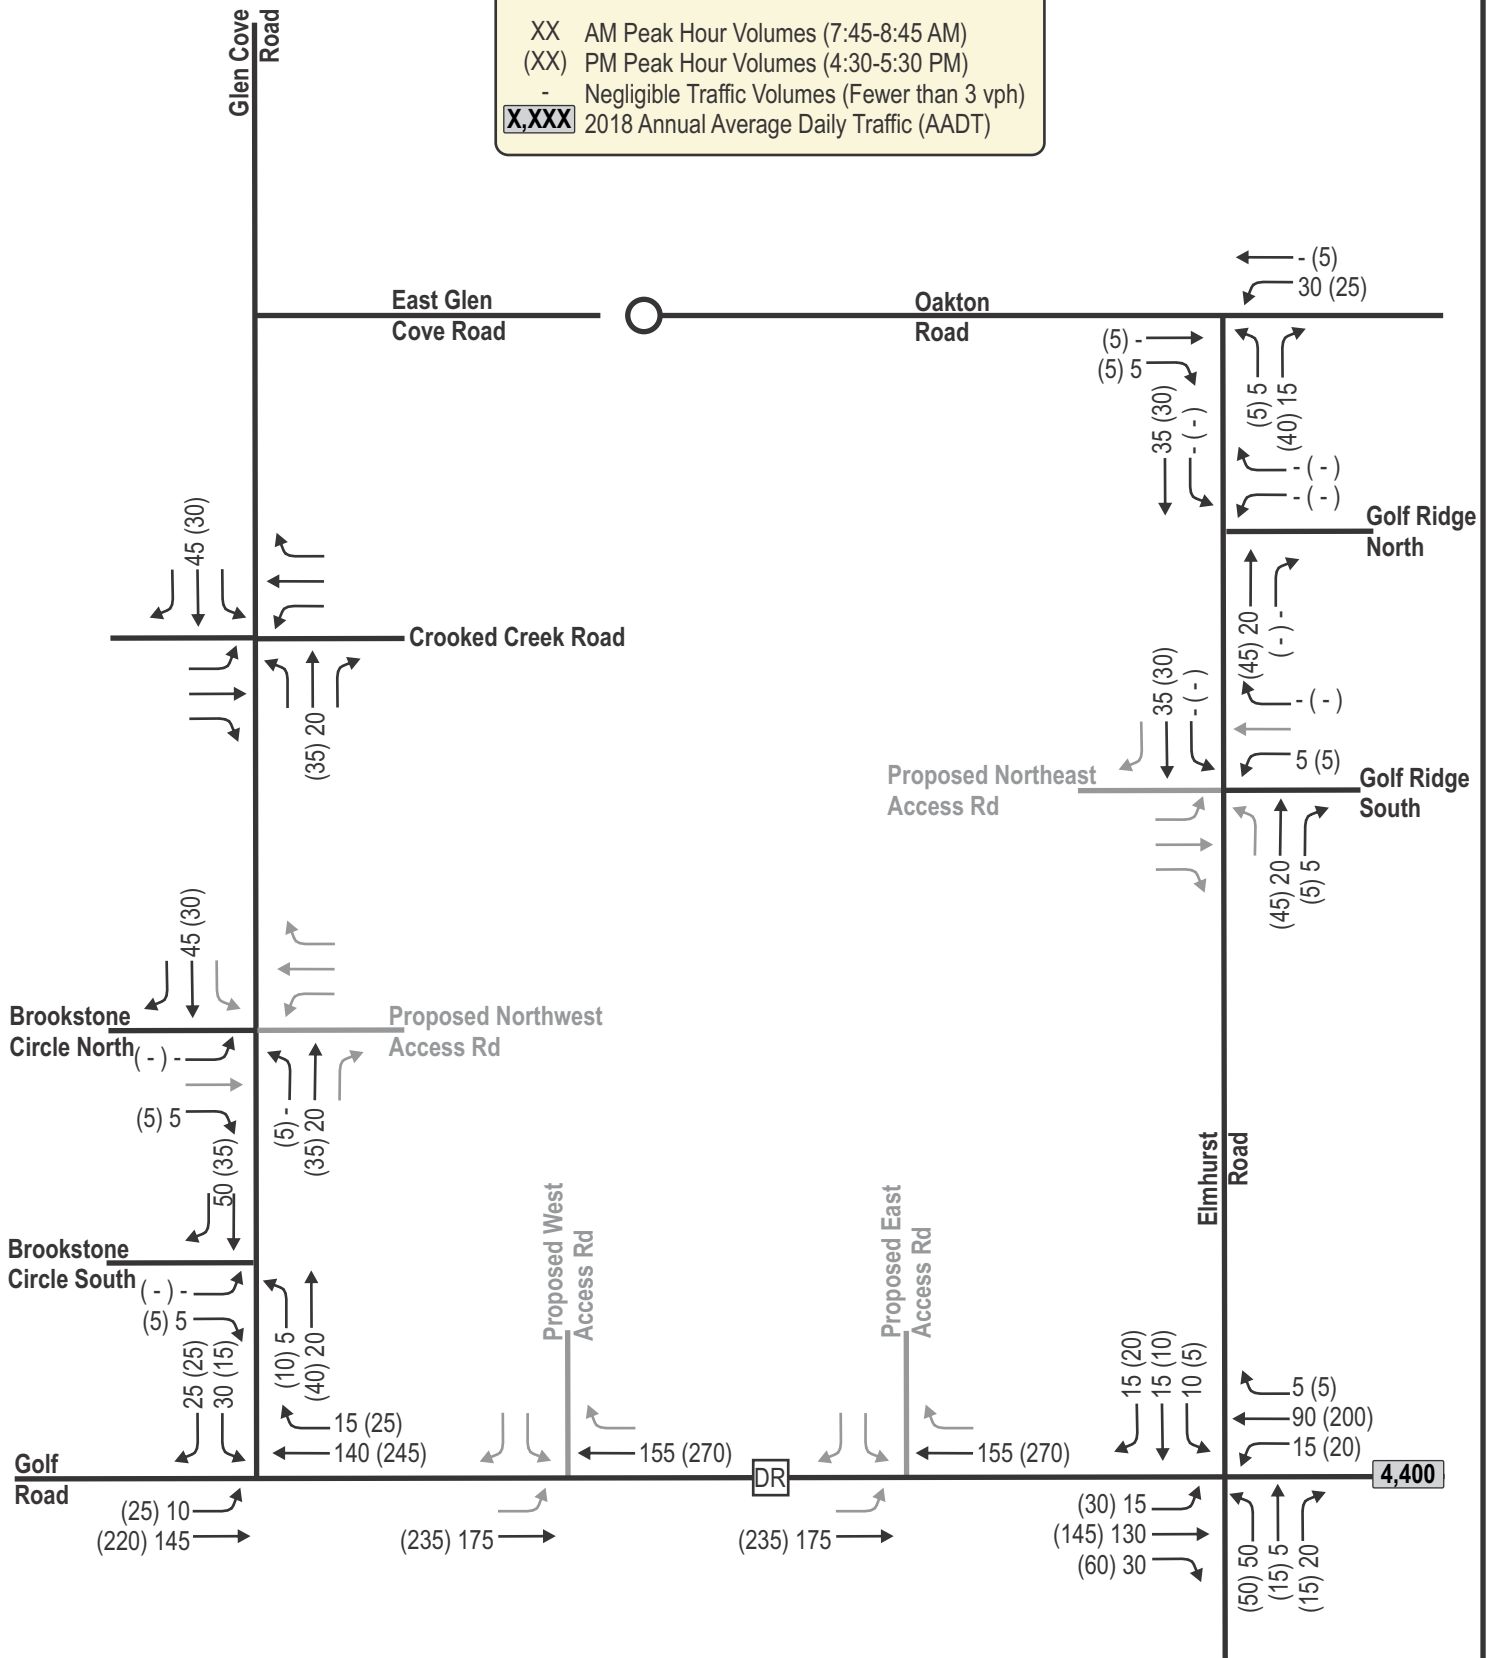 XX AM Peak Hour Volumes (7:45-8:45 AM)
(XX) PM Peak Hour Volumes (4:30-5:30 PM)
- Negligible Traffic Volumes (Fewer than 3 vph)
X,XXX 2018 Annual Average Daily Traffic (AADT)
Glen Cove
Road
- (5)
30 (25)
East Glen
Cove Road
Oakton
Road
(5) -
(5) 5
35 (30)
- ( - )
(5) 5
(40) 15
- ( - )
- ( - )
Golf Ridge
North
45 (30)
Crooked Creek Road
(35) 20
(45) 20
( - ) -
35 (30)
- ( - )
- ( - )
5 (5)
Proposed Northeast
Access Rd
Golf Ridge
South
(45) 20
(5) 5
45 (30)
Brookstone
Circle North
Proposed Northwest
Access Rd
( - ) -
(5) 5
(5) -
(35) 20
Elmhurst
Road
50 (35)
Brookstone
Circle South
( - ) -
(5) 5
(10) 5
(40) 20
Proposed West
Access Rd
Proposed East
Access Rd
25 (25)
30 (15)
15 (25)
140 (245)
155 (270)
155 (270)
15 (20)
15 (10)
10 (5)
5 (5)
90 (200)
15 (20)
Golf
Road
DR
4,400
(25) 10
(220) 145
(235) 175
(235) 175
(30) 15
(145) 130
(60) 30
(50) 50
(15) 5
(15) 20